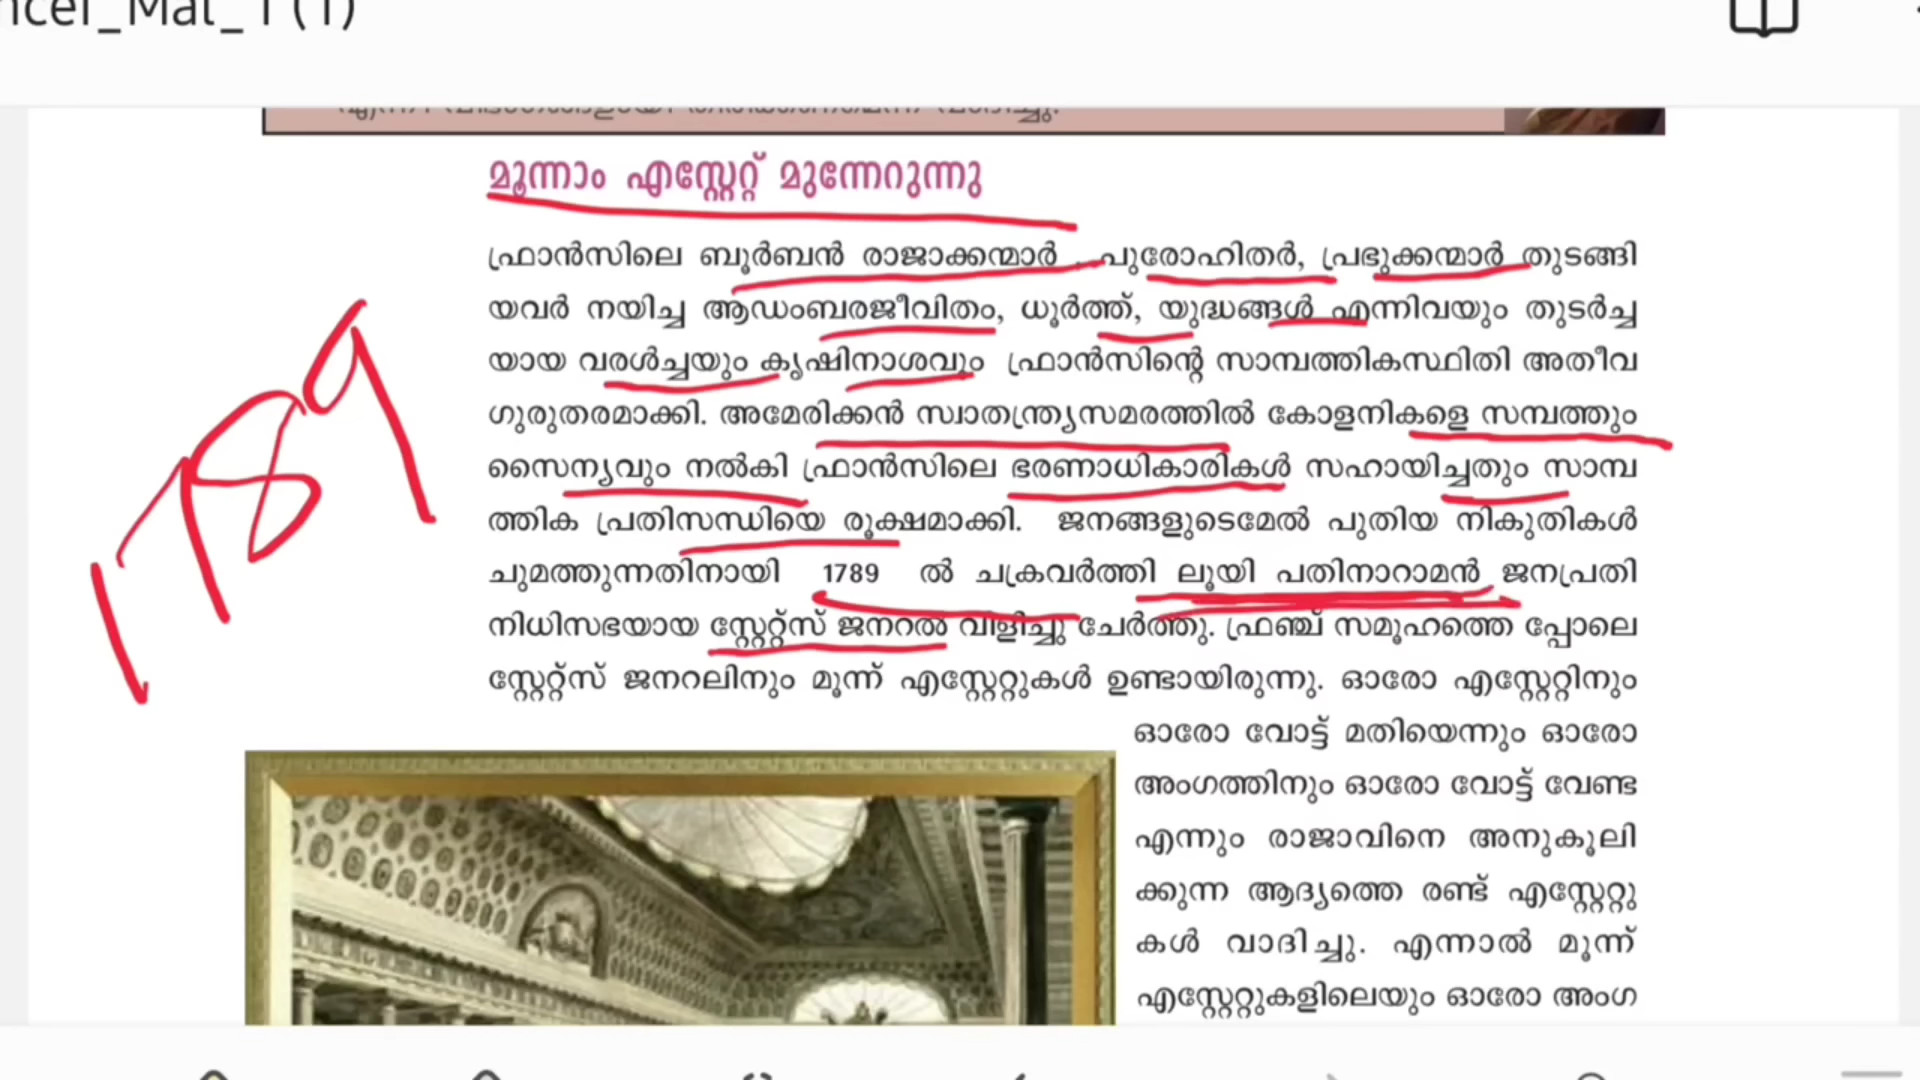 മൂന്നാം എസ്റ്റേറ്റ് മുന്നേറുന്നു
ഫ്രാൻസിലെ ബൂർബൻ രാജാക്കന്മാർ , പുരോഹിതർ, പ്രഭുക്കന്മാർ തുടങ്ങി
യവർ നയിച്ച ആഡംബരജീവിതം, ധൂർത്ത്, യുദ്ധങ്ങൾ എന്നിവയും തുടർച്ച
യായ വരൾച്ചയും കൃഷിനാശവും ഫ്രാൻസിന്റെ സാമ്പത്തികസ്ഥിതി അതീവ
ഗുരുതരമാക്കി. അമേരിക്കൻ സ്വാതന്ത്ര്യസമരത്തിൽ കോളനികളെ സമ്പത്തും
സൈന്യവും നൽകി ഫ്രാൻസിലെ ഭരണാധികാരികൾ സഹായിച്ചതും സാമ്പ
ത്തിക പ്രതിസന്ധിയെ രൂക്ഷമാക്കി. ജനങ്ങളുടെമേൽ പുതിയ നികുതികൾ
ചുമത്തുന്നതിനായി 1789 ൽ ചക്രവർത്തി ലൂയി പതിനാറാമൻ ജനപ്രതി
നിധിസഭയായ സ്റ്റേറ്റ്സ് ജനറൽ വിളിച്ചു ചേർത്തു. ഫ്രഞ്ച് സമൂഹത്തെ പ്പോലെ
സ്റ്റേറ്റ്സ് ജനറലിനും മൂന്ന് എസ്റ്റേറ്റുകൾ ഉണ്ടായിരുന്നു. ഓരോ എസ്റ്റേറ്റിനും
ഓരോ വോട്ട് മതിയെന്നും ഓരോ
അംഗത്തിനും ഓരോ വോട്ട് വേണ്ട
എന്നും രാജാവിനെ അനുകൂലി
ക്കുന്ന ആദ്യത്തെ രണ്ട് എസ്റ്റേറ്റു
കൾ വാദിച്ചു. എന്നാൽ മൂന്ന്
എസ്റ്റേറ്റുകളിലെയും ഓരോ അംഗ
1789